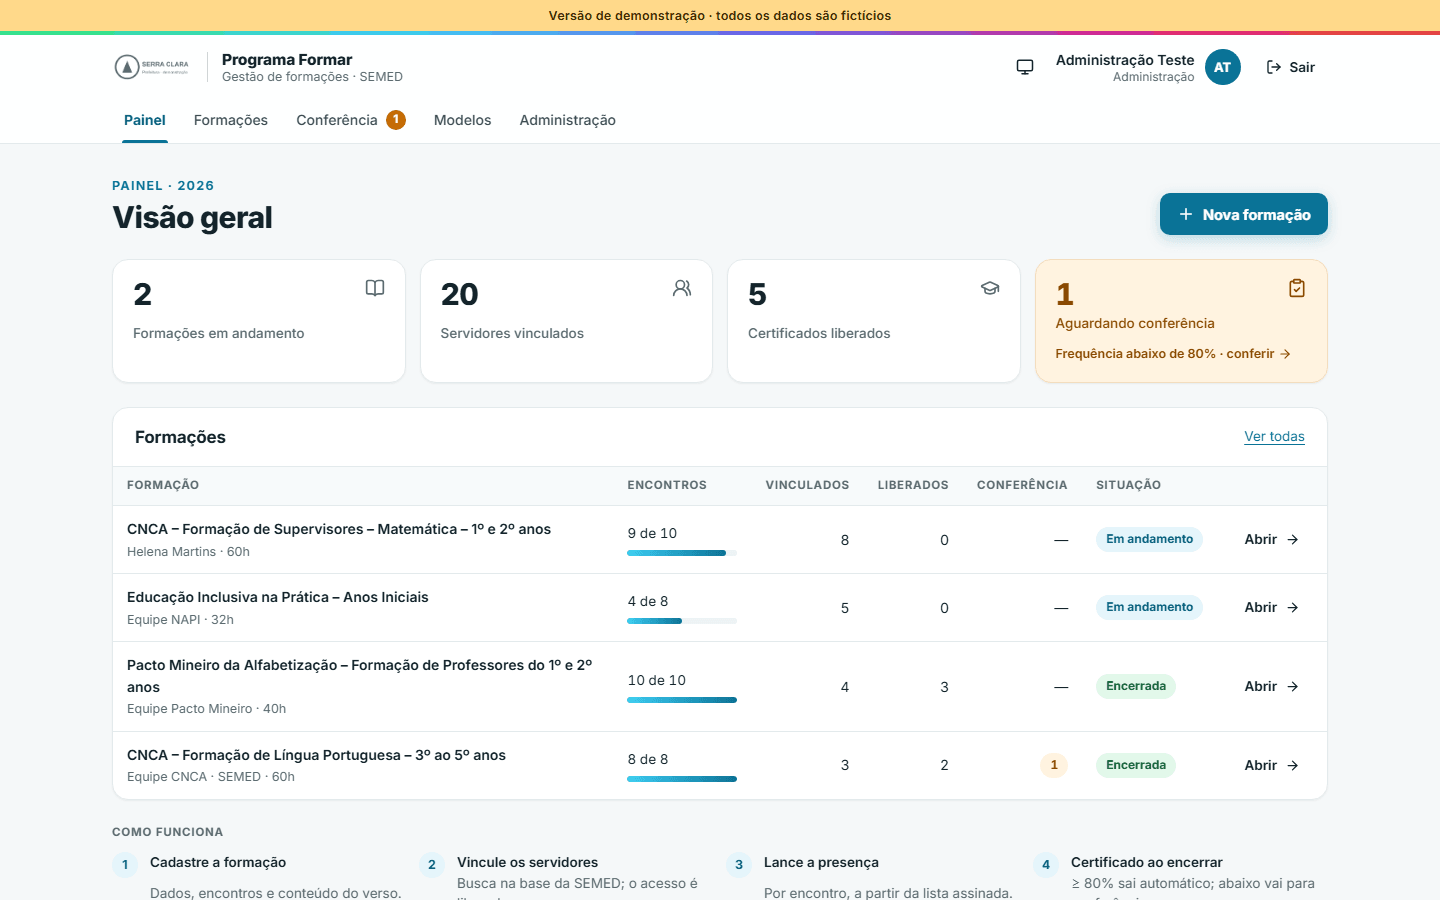 Versão de demonstração · todos os dados são fictícios
SERRA CLARA
Programa Formar
Gestão de formações · SEMED
Administração Teste
Administração
AT
Sair
Painel
Formações
Conferência 1
Modelos
Administração
PAINEL · 2026
Visão geral
Nova formação
2
Formações em andamento
20
Servidores vinculados
5
Certificados liberados
1
Aguardando conferência
Frequência abaixo de 80% · conferir →
Formações
Ver todas
FORMAÇÃO ENCONTROS VINCULADOS LIBERADOS CONFERÊNCIA SITUAÇÃO
CNCA – Formação de Supervisores – Matemática – 1º e 2º anos
Helena Martins · 60h
9 de 10
8
0
—
Em andamento
Abrir →
Educação Inclusiva na Prática – Anos Iniciais
Equipe NAPI · 32h
4 de 8
5
0
—
Em andamento
Abrir →
Pacto Mineiro da Alfabetização – Formação de Professores do 1º e 2º
anos
Equipe Pacto Mineiro · 40h
10 de 10
4
3
—
Encerrada
Abrir →
CNCA – Formação de Língua Portuguesa – 3º ao 5º anos
Equipe CNCA · SEMED · 60h
8 de 8
3
2
1
Encerrada
Abrir →
COMO FUNCIONA
1
Cadastre a formação
Dados, encontros e conteúdo do verso.
2
Vincule os servidores
Busca na base da SEMED; o acesso é
3
Lance a presença
Por encontro, a partir da lista assinada.
4
Certificado ao encerrar
≥ 80% sai automático; abaixo vai para